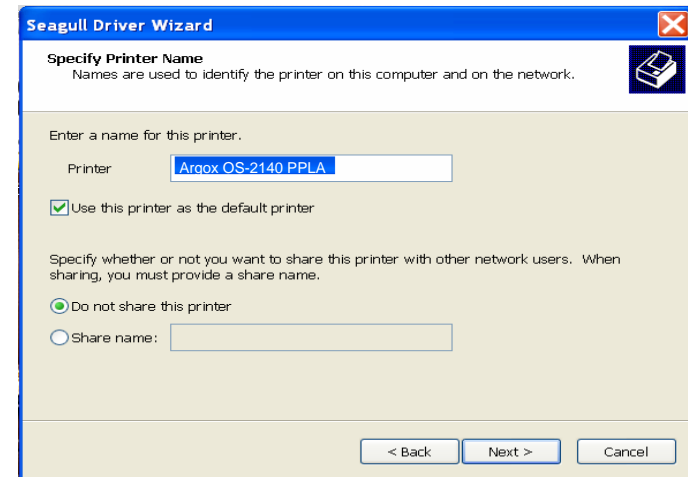 Seagull Driver Wizard
Specify Printer Name
Names are used to identify the printer on this computer and on the network.
Enter a name for this printer.
Printer
Argox OS-2140 PPLA
Use this printer as the default printer
Specify whether or not you want to share this printer with other network users. When
sharing, you must provide a share name.
Do not share this printer
Share name:
< Back
Next >
Cancel